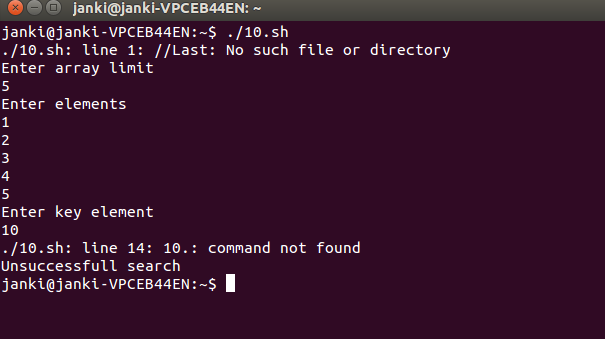 janki@janki-VPCEB44EN: ~
janki@janki-VPCEB44EN:~$ ./10.sh
./10.sh: line 1: //Last: No such file or directory
Enter array limit
5
Enter elements
1
2
3
4
5
Enter key element
10
./10.sh: line 14: 10.: command not found
Unsuccessfull search
janki@janki-VPCEB44EN:~$